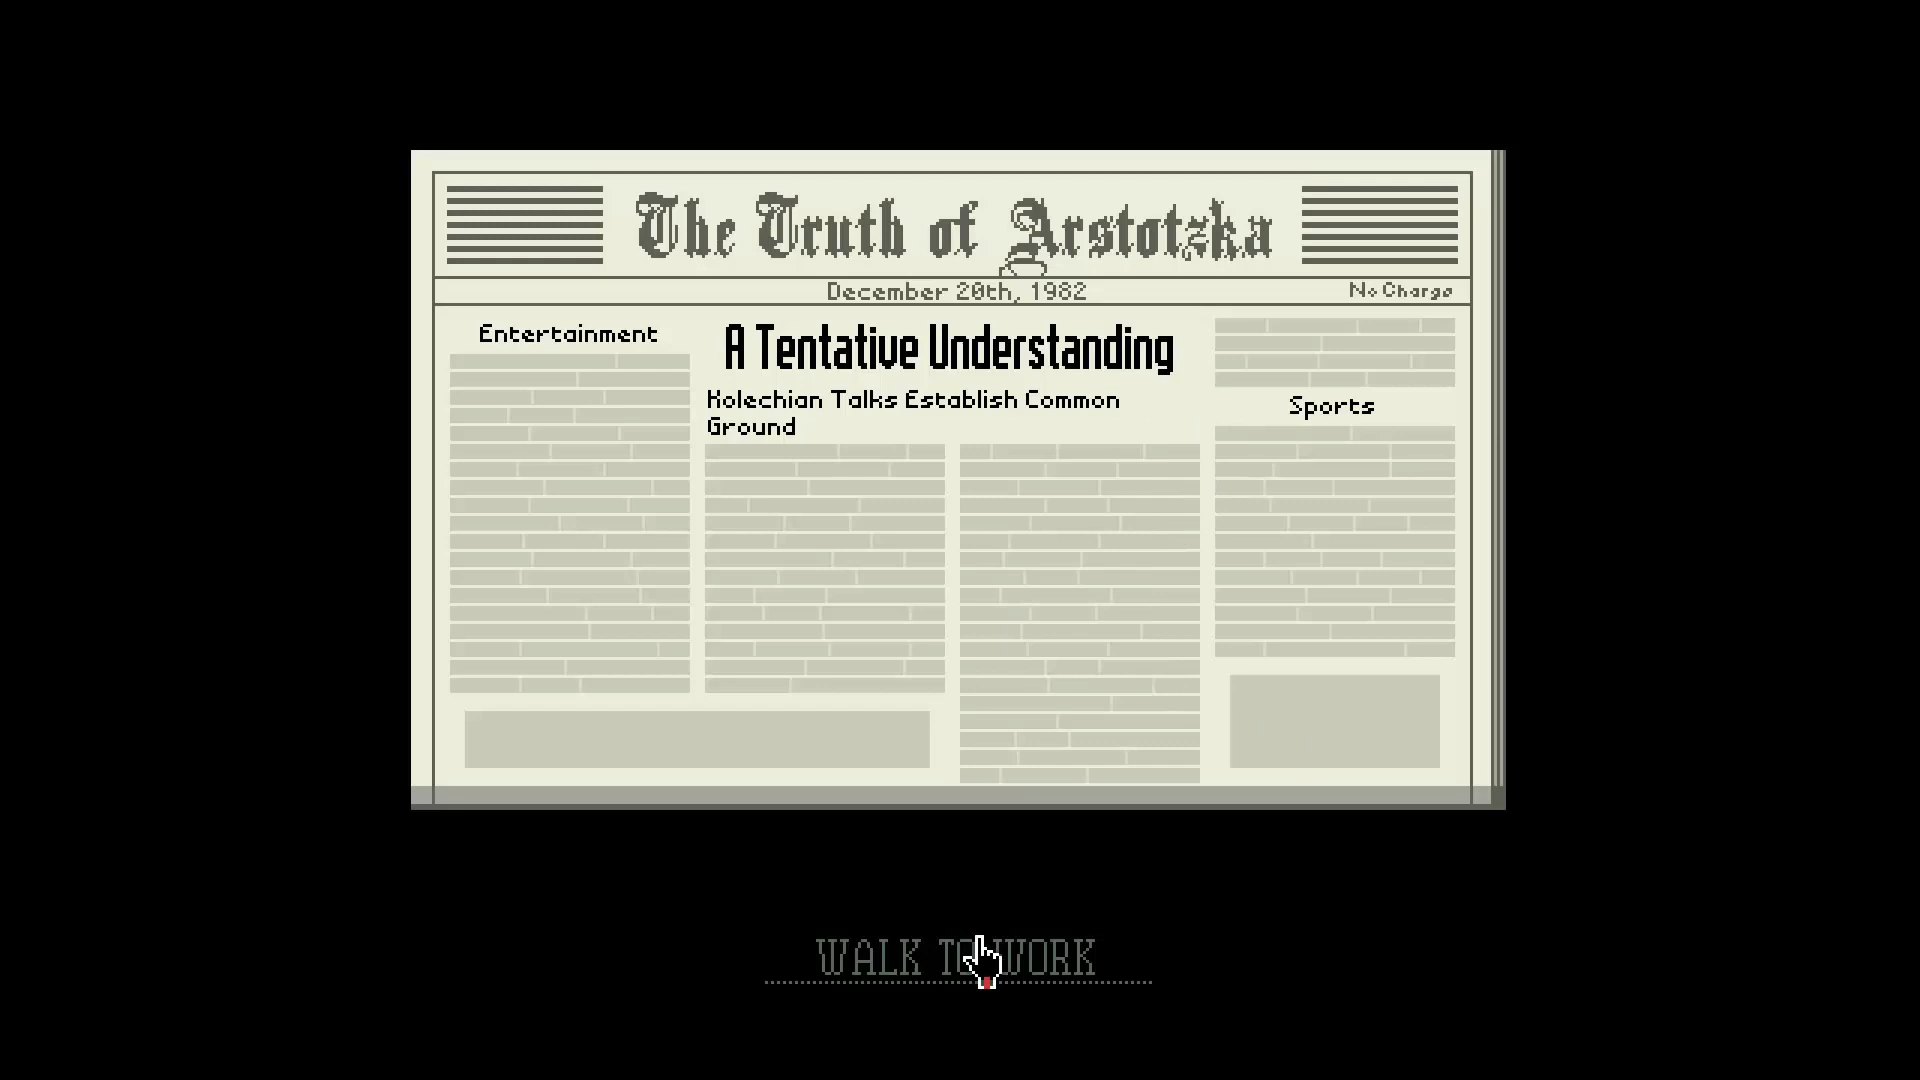 The Truth of Arstotzka
December 20th, 1982
No Charge
Entertainment
A Tentative Understanding
Kolechian Talks Establish Common
Ground
Sports
WALK TO WORK